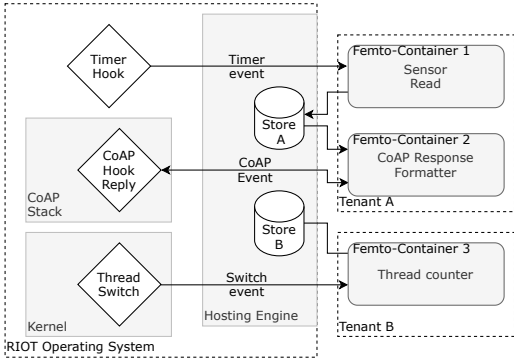 Timer
Hook
Timer
event
Femto-Container 1
Sensor
Read
Store
A
Femto-Container 2
CoAP Response
Formatter
Tenant A
CoAP
Hook
Reply
CoAP
Stack
CoAP
Event
Store
B
Femto-Container 3
Thread counter
Tenant B
Thread
Switch
Kernel
Switch
event
Hosting Engine
RIOT Operating System